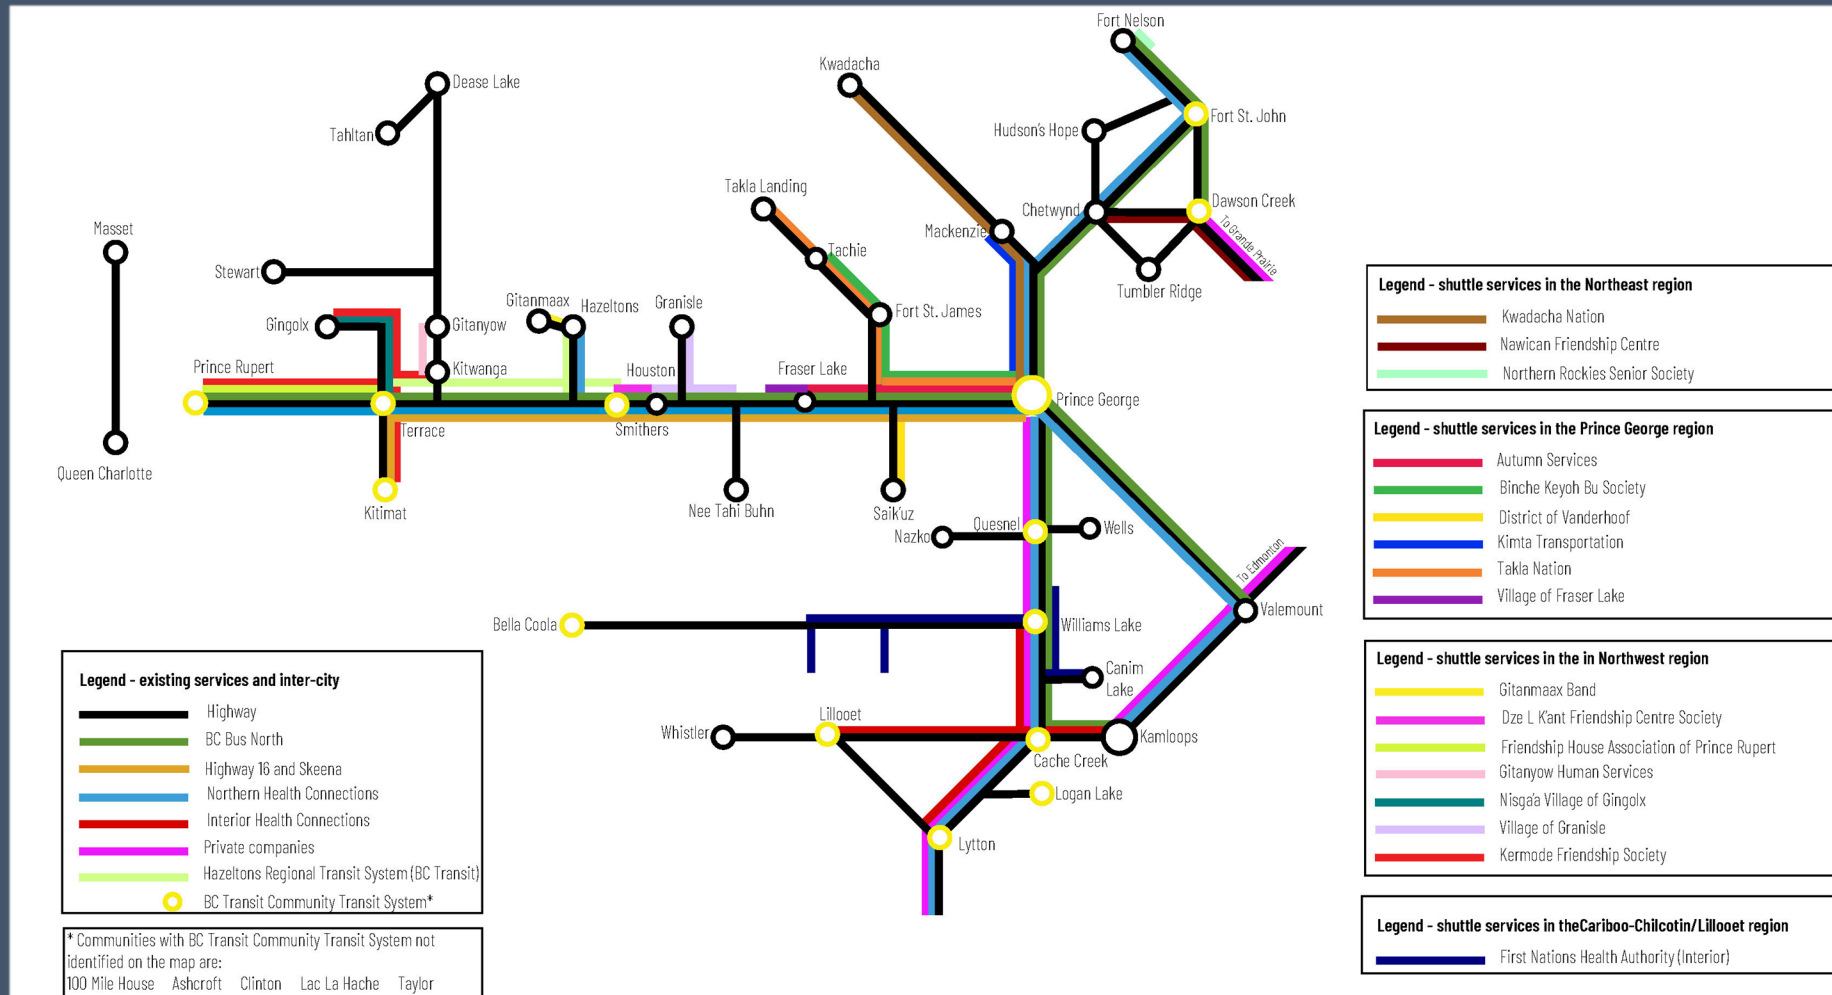 Fort Nelson
Kwadacha
Dease Lake
Fort St. John
Tahltan
Hudson's Hope
Takla Landing
Chetwynd
Dawson Creek
Masset
Mackenzie
To Grande Prairie
Tachie
Stewart
Tumbler Ridge
Gitanmaax
Hazeltons
Granisle
Fort St. James
Gingolx
Gitanyow
Prince Rupert
Kitwanga
Houston
Fraser Lake
Prince George
Terrace
Smithers
Queen Charlotte
Kitimat
Nee Tahi Buhn
Saik'uz
Nazko
Quesnel
Wells
To Edmonton
Valemount
Bella Coola
Williams Lake
Canim
Lake
Lillooet
Whistler
Kamloops
Cache Creek
Logan Lake
Lytton
Legend - existing services and inter-city
Highway
BC Bus North
Highway 16 and Skeena
Northern Health Connections
Interior Health Connections
Private companies
Hazeltons Regional Transit System (BC Transit)
BC Transit Community Transit System*
* Communities with BC Transit Community Transit System not
identified on the map are:
100 Mile House Ashcroft Clinton Lac La Hache Taylor
Legend - shuttle services in the Northeast region
Kwadacha Nation
Nawican Friendship Centre
Northern Rockies Senior Society
Legend - shuttle services in the Prince George region
Autumn Services
Binche Keyoh Bu Society
District of Vanderhoof
Kimta Transportation
Takla Nation
Village of Fraser Lake
Legend - shuttle services in the in Northwest region
Gitanmaax Band
Dze L Kant Friendship Centre Society
Friendship House Association of Prince Rupert
Gitanyow Human Services
Nisga'a Village of Gingolx
Village of Granisle
Kermode Friendship Society
Legend - shuttle services in theCariboo-Chilcotin/Lillooet region
First Nations Health Authority (Interior)